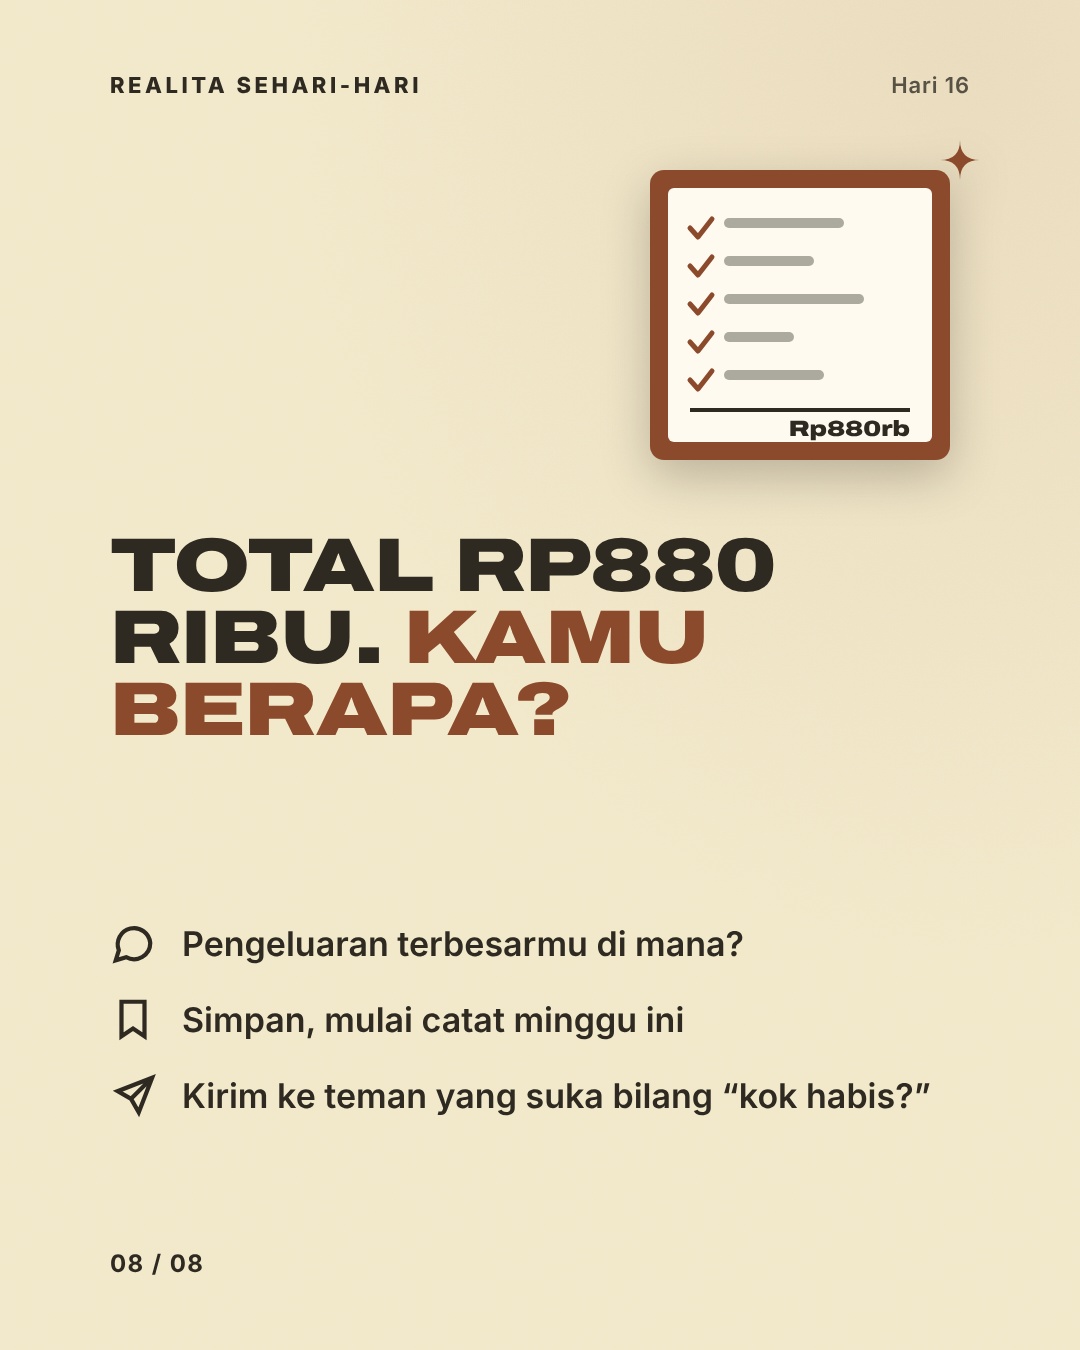 REALITA SEHARI-HARI
Hari 16
Rp880rb
TOTAL RP880
RIBU. KAMU
BERAPA?
Pengeluaran terbesarmu di mana?
Simpan, mulai catat minggu ini
Kirim ke teman yang suka bilang “kok habis?”
08 / 08